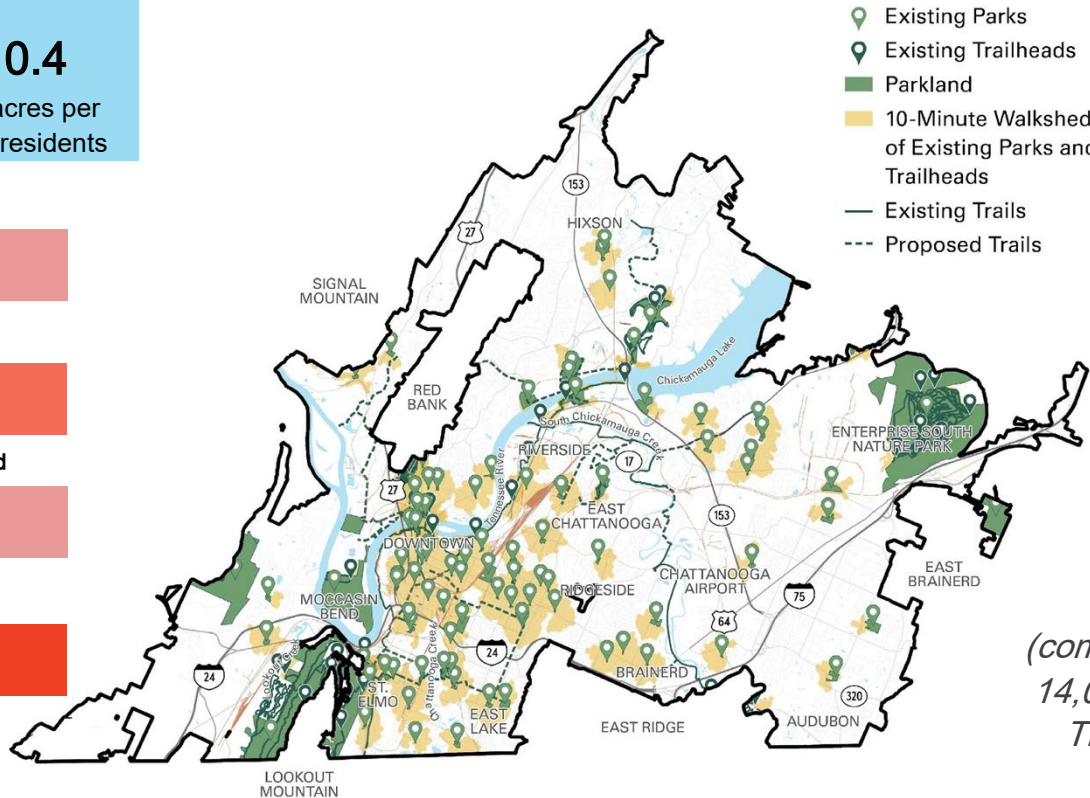 0.4
acres per
residents
d
Existing Parks
Existing Trailheads
Parkland
10-Minute Walkshed
of Existing Parks and
Trailheads
Existing Trails
Proposed Trails
153
HIXSON
27
SIGNAL
MOUNTAIN
RED
BANK
Chickamauga Lake
South Chickamauga Creek
RIVERSIDE
17
ENTERPRISE SOUTH
NATURE PARK
27
Tennessee River
EAST
CHATTANOOGA
153
DOWNTOWN
CHATTANOOGA
AIRPORT
EAST
BRAINERD
75
RIDGESIDE
MOCCASIN
BEND
64
24
24
Lookout Creek
Chattanooga Creek
ST.
ELMO
BRAINERD
EAST
LAKE
EAST RIDGE
320
AUDUBON
LOOKOUT
MOUNTAIN
(com
14,0